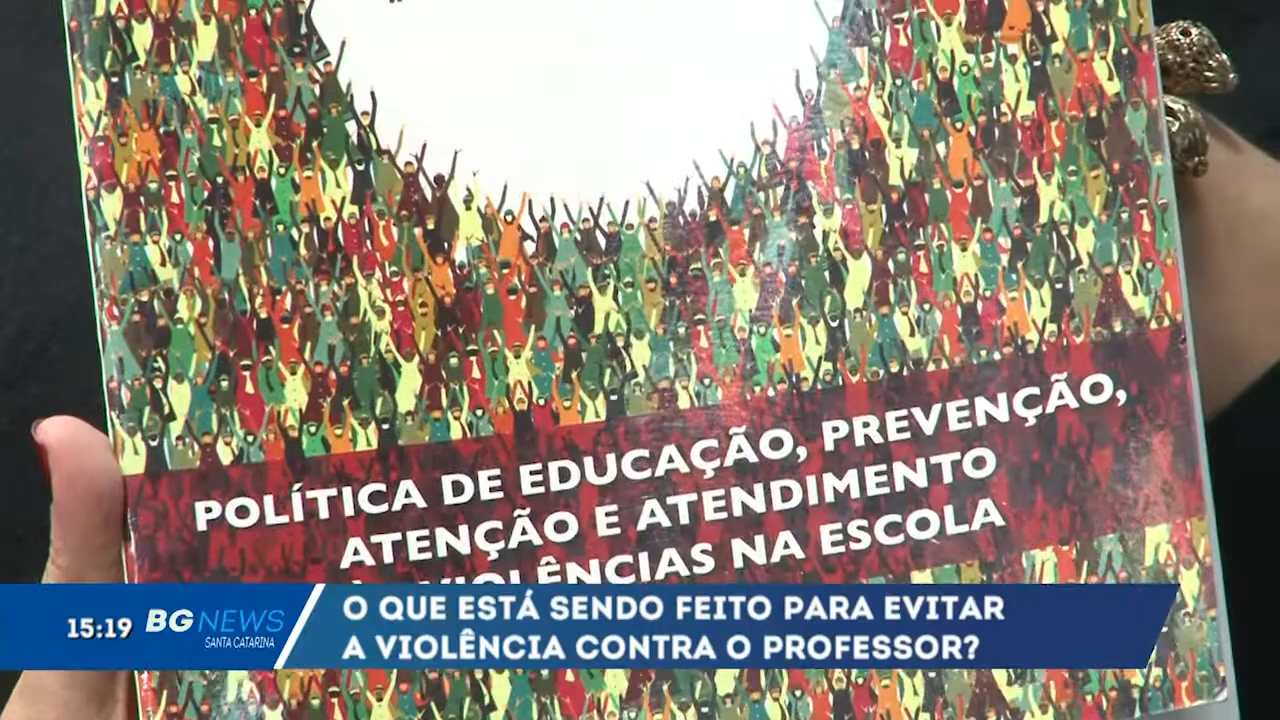 POLÍTICA DE EDUCAÇÃO, PREVENÇÃO,
ATENÇÃO E ATENDIMENTO
VIOLÊNCIAS NA ESCOLA
15:19 BG NEWS
SANTA CATARINA
O QUE ESTÁ SENDO FEITO PARA EVITAR
A VIOLÊNCIA CONTRA O PROFESSOR?